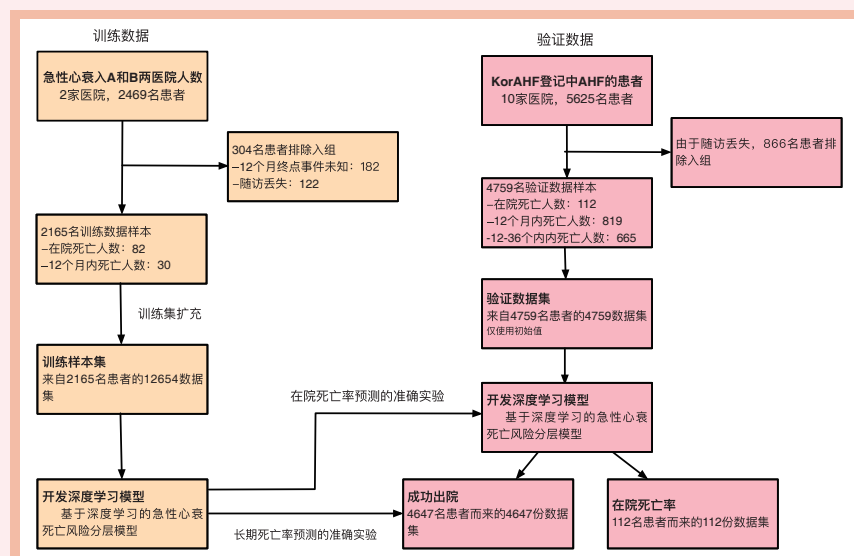 训练数据
急性心衰入A和B两医院人数
2家医院，2469名患者
304名患者排除入组
–12个月终点事件未知：182
–随访丢失：122
2165名训练数据样本
–在院死亡人数：82
–12个月内死亡人数：30
训练集扩充
训练样本集
来自2165名患者的12654数据
集
开发深度学习模型
基于深度学习的急性心衰
死亡风险分层模型
在院死亡率预测的准确实验
长期死亡率预测的准确实验
验证数据
KorAHF登记中AHF的患者
10家医院，5625名患者
由于随访丢失，866名患者排
除入组
4759名验证数据样本
–在院死亡人数：112
–12个月内死亡人数：819
-12-36个内内死亡人数：665
验证数据集
来自4759名患者的4759数据集
仅使用初始值
开发深度学习模型
基于深度学习的急性心衰
死亡风险分层模型
成功出院
4647名患者而来的4647份数据
集
在院死亡率
112名患者而来的112份数据集